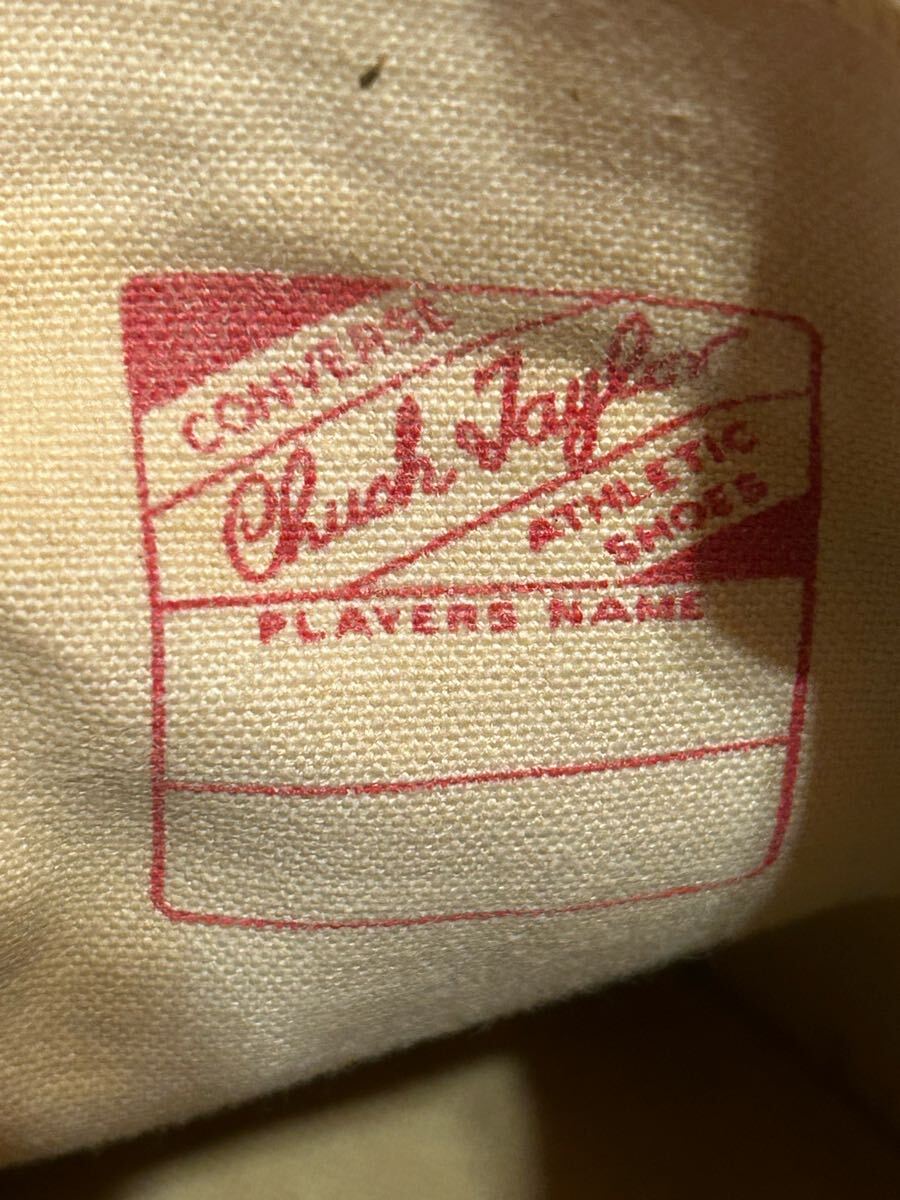 CONVERSE
Chuck Taylor
ATHLETIC
SHOES
PLAYERS NAME